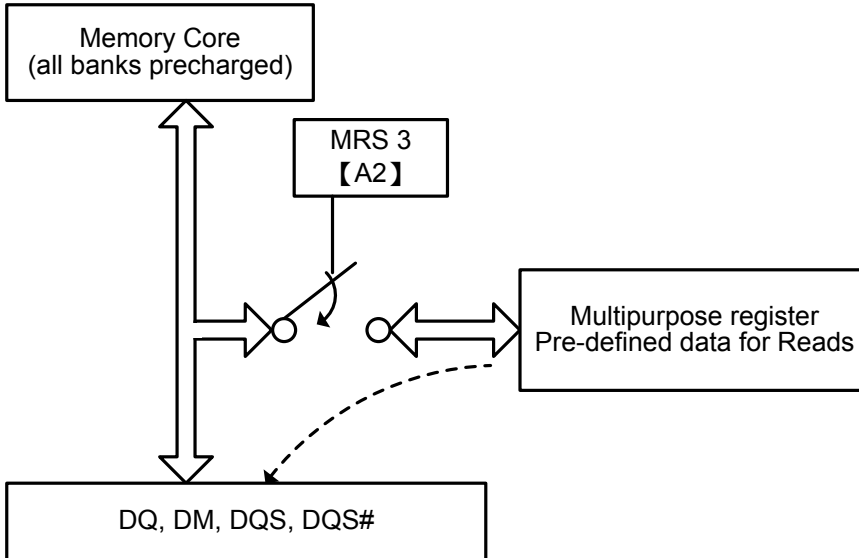 Memory Core
(all banks precharged)
MRS 3
【A2】
Multipurpose register
Pre-defined data for Reads
DQ, DM, DQS, DQS#